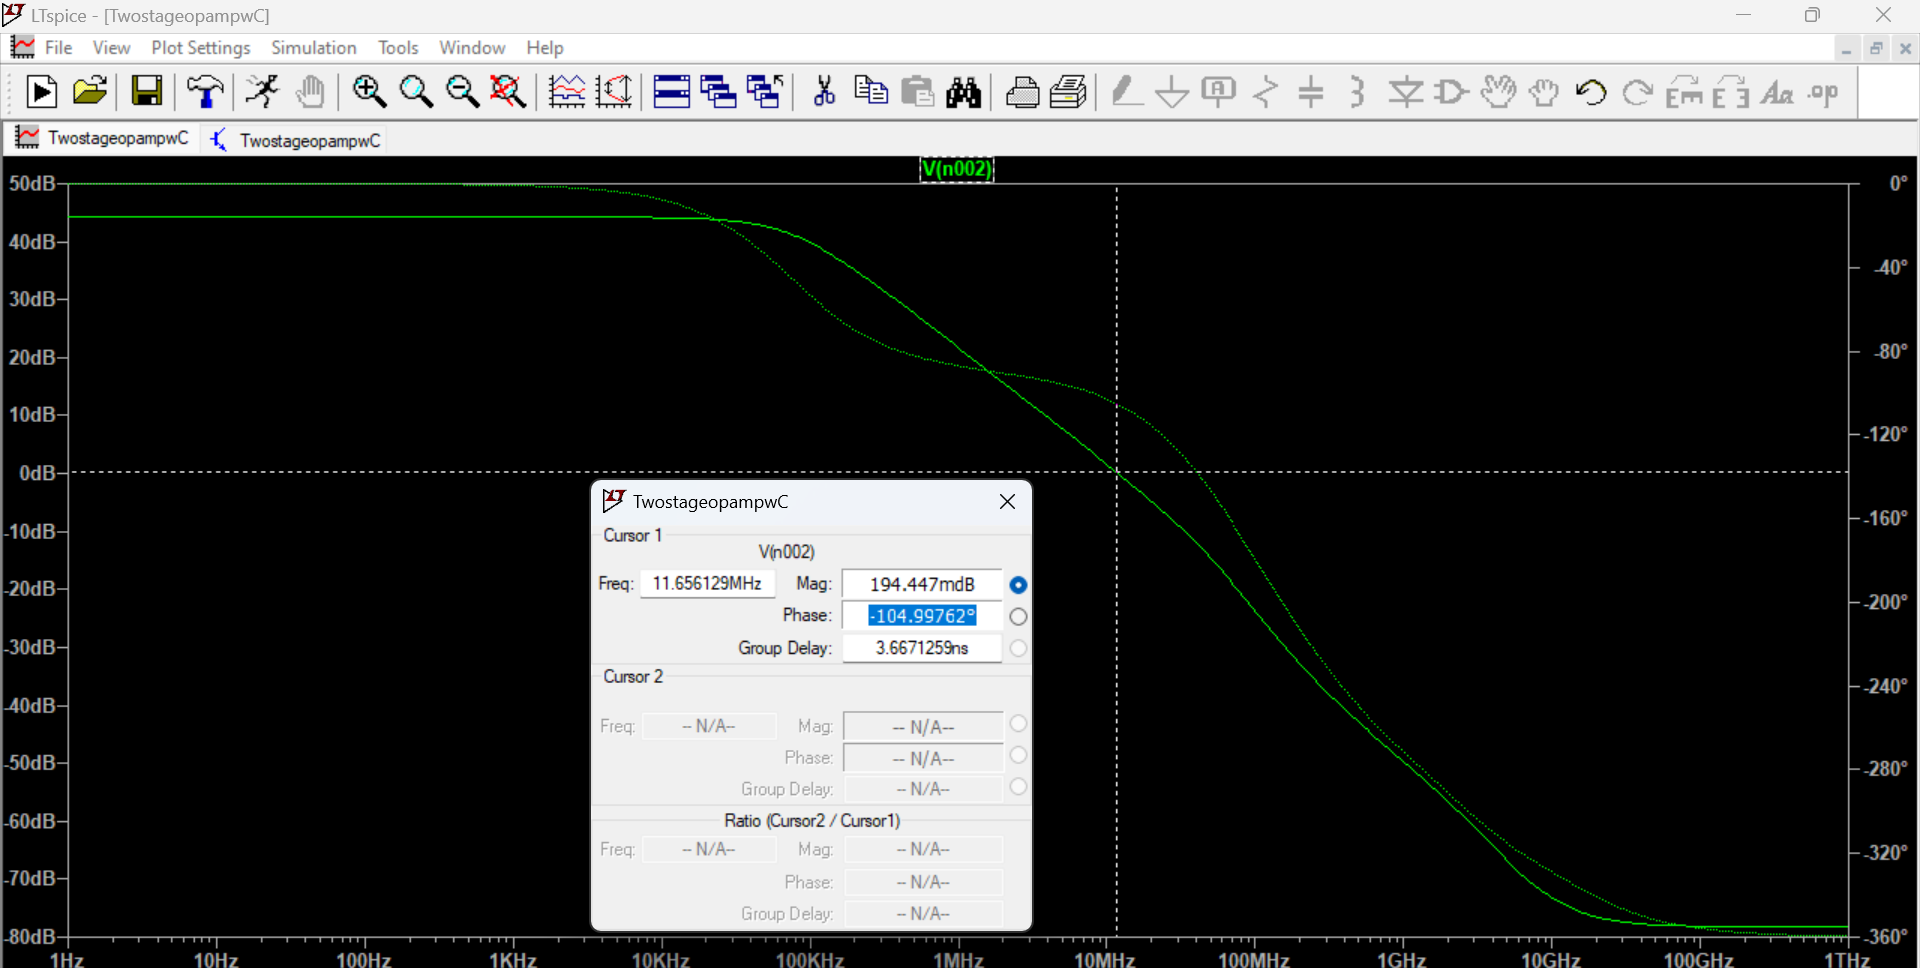 LTspice - [TwostageopampwC]
File View Plot Settings Simulation Tools Window Help
Aa .op
TwostageopampwC TwostageopampwC
V(n002)
50dB 0°
40dB
-40°
30dB
20dB -80°
10dB
-120°
0dB
TwostageopampwC
Cursor 1
-10dB -160°
V(n002)
Freq: 11.656129MHz Mag: 194.447mdB
-20dB -200°
Phase: -104.99762°
Group Delay: 3.6671259ns
-30dB
Cursor 2
-240°
-40dB
Freq: -- N/A-- Mag: -- N/A--
Phase: -- N/A--
-50dB -280°
Group Delay: -- N/A--
Ratio (Cursor2 / Cursor1)
-60dB
Freq: -- N/A-- Mag: -- N/A--
-320°
-70dB
Phase: -- N/A--
Group Delay: -- N/A--
-80dB -360°
1Hz 10Hz 100Hz 1KHz 10KHz 100KHz 1MHz 10MHz 100MHz 1GHz 10GHz 100GHz 1THz